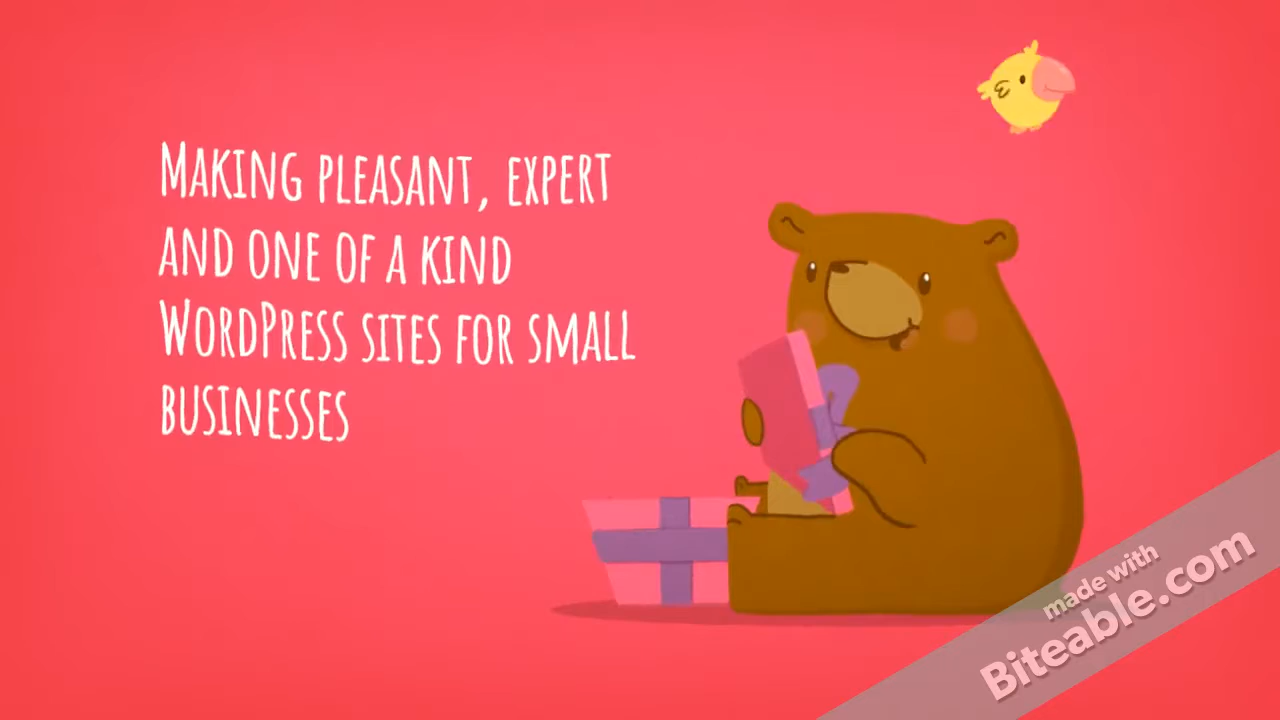 Making pleasant, expert
and one of a kind
WordPress sites for small
businesses
made with
Biteable.com